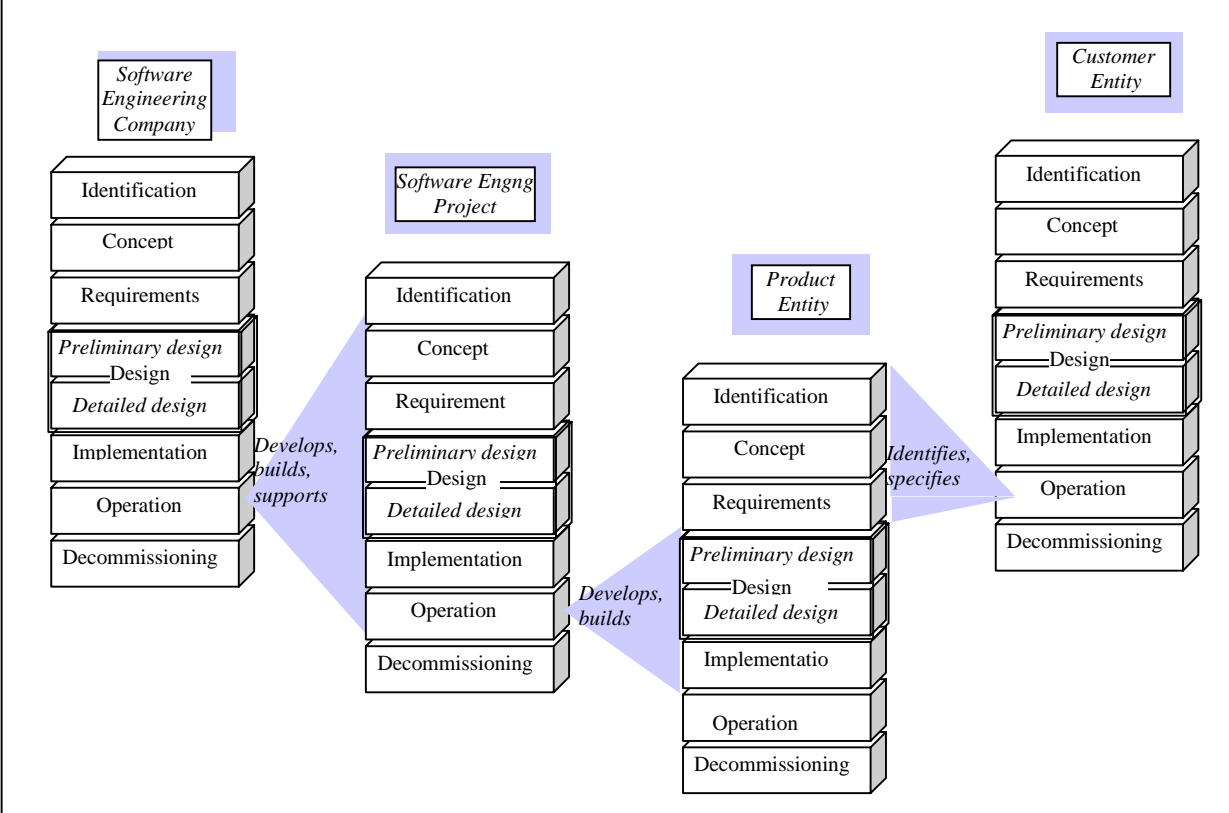 Software
Engineering
Company
Identification
Concept
Requirements
Preliminary design
Design
Detailed design
Implementation
Operation
Decommissioning
Develops,
builds,
supports
Software Engng
Project
Identification
Concept
Requirement
Preliminary design
Design
Detailed design
Implementation
Operation
Decommissioning
Develops,
builds
Product
Entity
Identification
Concept
Requirements
Preliminary design
Design
Detailed design
Implementatio
Operation
Decommissioning
Identifies,
specifies
Customer
Entity
Identification
Concept
Requirements
Preliminary design
Design
Detailed design
Implementation
Operation
Decommissioning